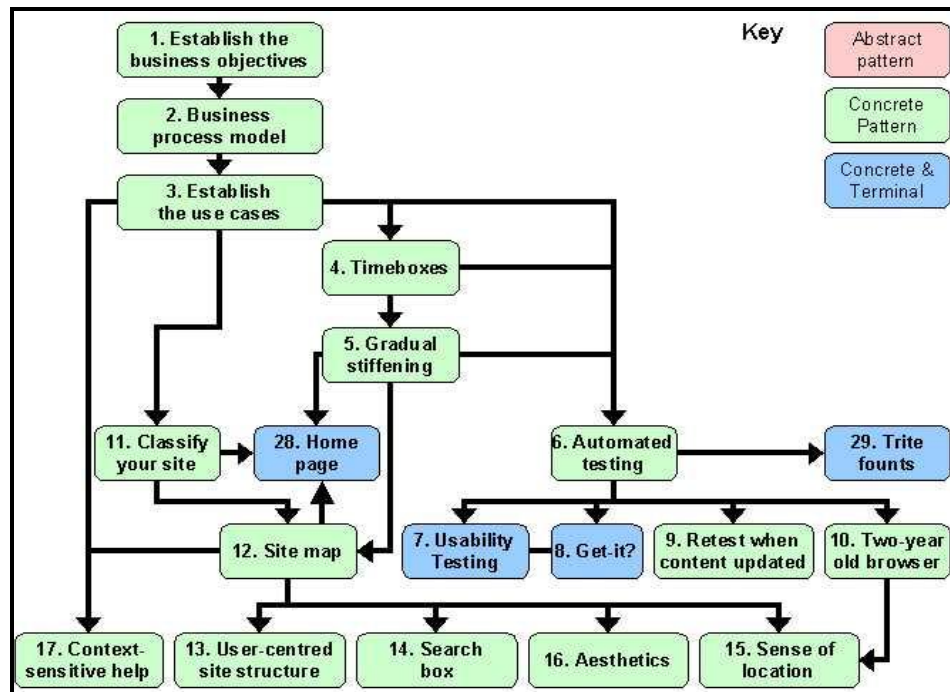 1. Establish the
business objectives
Key
Abstract
pattern
2. Business
process model
Concrete
Pattern
3. Establish
the use cases
Concrete &
Terminal
4. Timeboxes
5. Gradual
stiffening
11. Classify
your site
28. Home
page
6. Automated
testing
29. Trite
founts
12. Site map
7. Usability
Testing
8. Get-it?
9. Retest when
content updated
10. Two-year
old browser
17. Context-
sensitive help
13. User-centred
site structure
14. Search
box
16. Aesthetics
15. Sense of
location